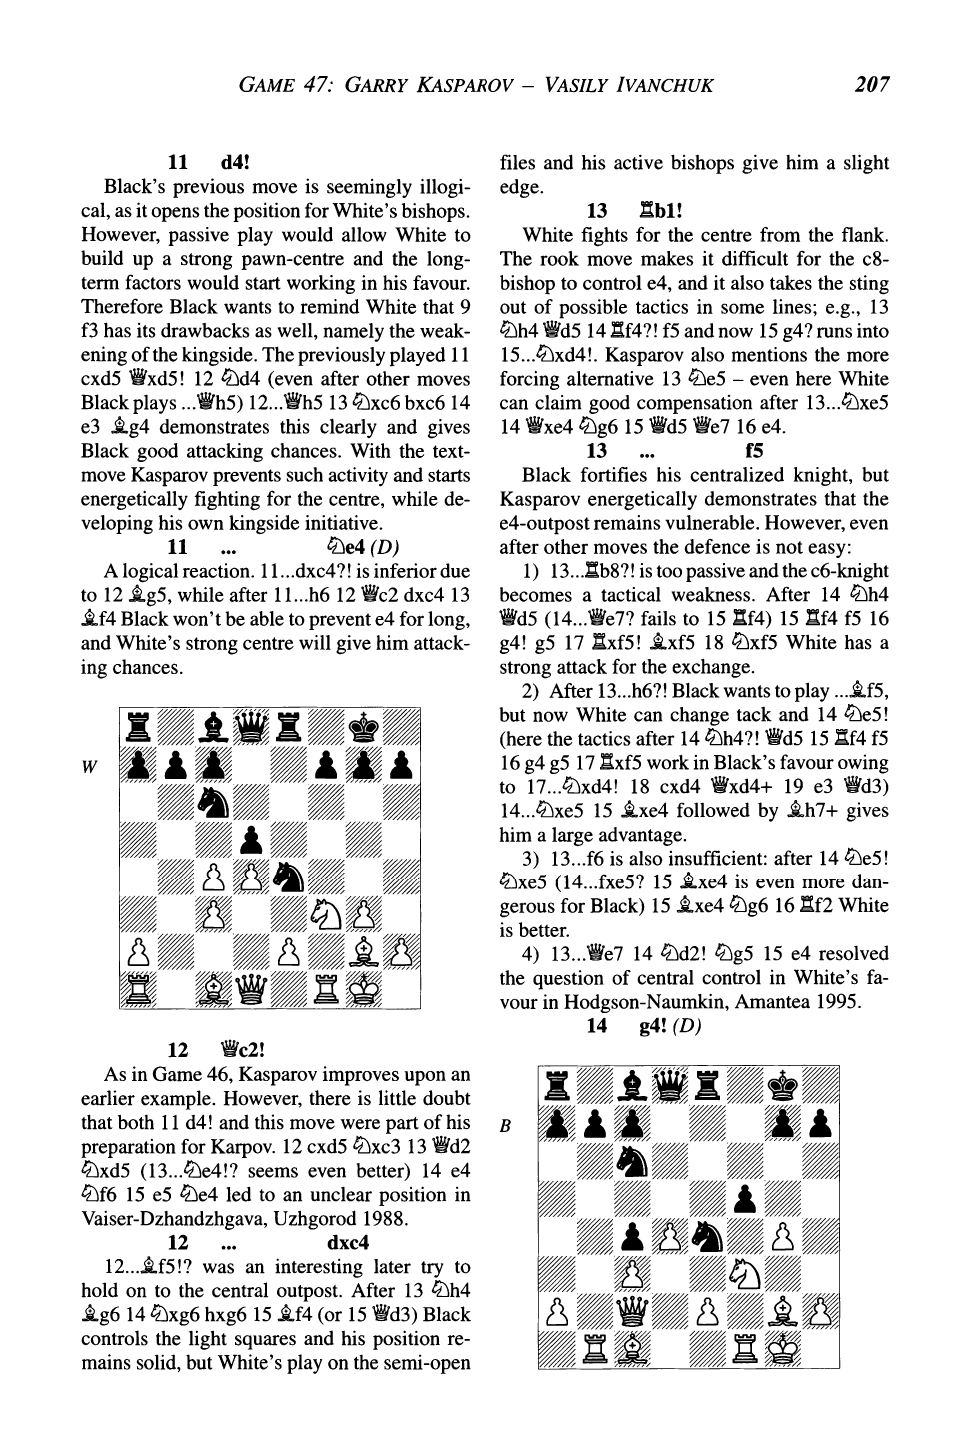 GAME 47: GARRY KASPAROV – VASILY IVANCHUK 207
11 d4!
Black's previous move is seemingly illogi-
cal, as it opens the position for White's bishops.
However, passive play would allow White to
build up a strong pawn-centre and the long-
term factors would start working in his favour.
Therefore Black wants to remind White that 9
f3 has its drawbacks as well, namely the weak-
ening of the kingside. The previously played 11
cxd5 ♕xd5! 12 ♘d4 (even after other moves
Black plays ...♕h5) 12...♕h5 13 ♘xc6 bxc6 14
e3 ♗g4 demonstrates this clearly and gives
Black good attacking chances. With the text-
move Kasparov prevents such activity and starts
energetically fighting for the centre, while de-
veloping his own kingside initiative.
11 ... ♘e4 (D)
A logical reaction. 11...dxc4?! is inferior due
to 12 ♗g5, while after 11...h6 12 ♕c2 dxc4 13
♗f4 Black won't be able to prevent e4 for long,
and White's strong centre will give him attack-
ing chances.
W
12 ♕c2!
As in Game 46, Kasparov improves upon an
earlier example. However, there is little doubt
that both 11 d4! and this move were part of his
preparation for Karpov. 12 cxd5 ♘xc3 13 ♕d2
♘xd5 (13...♘e4!? seems even better) 14 e4
♘f6 15 e5 ♘e4 led to an unclear position in
Vaiser-Dzhandzhgava, Uzhgorod 1988.
12 ... dxc4
12...♗f5!? was an interesting later try to
hold on to the central outpost. After 13 ♘h4
♗g6 14 ♘xg6 hxg6 15 ♗f4 (or 15 ♕d3) Black
controls the light squares and his position re-
mains solid, but White's play on the semi-open
files and his active bishops give him a slight
edge.
13 ♖b1!
White fights for the centre from the flank.
The rook move makes it difficult for the c8-
bishop to control e4, and it also takes the sting
out of possible tactics in some lines; e.g., 13
♘h4 ♕d5 14 ♖f4?! f5 and now 15 g4? runs into
15...♘xd4!. Kasparov also mentions the more
forcing alternative 13 ♘e5 – even here White
can claim good compensation after 13...♘xe5
14 ♕xe4 ♘g6 15 ♕d5 ♕e7 16 e4.
13 ... f5
Black fortifies his centralized knight, but
Kasparov energetically demonstrates that the
e4-outpost remains vulnerable. However, even
after other moves the defence is not easy:
1) 13...♖b8?! is too passive and the c6-knight
becomes a tactical weakness. After 14 ♘h4
♕d5 (14...♕e7? fails to 15 ♖f4) 15 ♖f4 f5 16
g4! g5 17 ♖xf5! ♗xf5 18 ♘xf5 White has a
strong attack for the exchange.
2) After 13...h6?! Black wants to play ...♗f5,
but now White can change tack and 14 ♘e5!
(here the tactics after 14 ♘h4?! ♕d5 15 ♖f4 f5
16 g4 g5 17 ♖xf5 work in Black's favour owing
to 17...♘xd4! 18 cxd4 ♕xd4+ 19 e3 ♕d3)
14...♘xe5 15 ♗xe4 followed by ♗h7+ gives
him a large advantage.
3) 13...f6 is also insufficient: after 14 ♘e5!
♘xe5 (14...fxe5? 15 ♗xe4 is even more dan-
gerous for Black) 15 ♗xe4 ♘g6 16 ♖f2 White
is better.
4) 13...♕e7 14 ♘d2! ♘g5 15 e4 resolved
the question of central control in White's fa-
vour in Hodgson-Naumkin, Amantea 1995.
14 g4! (D)
B